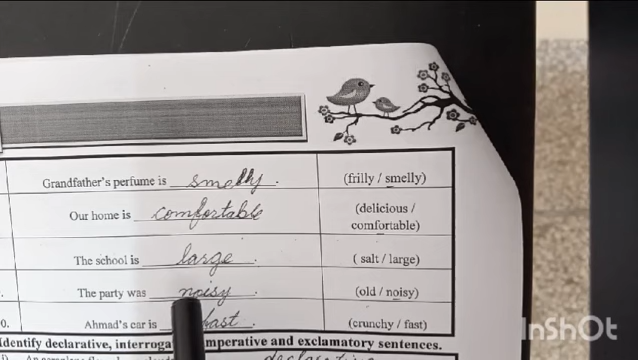 Grandfather's perfume is smelly. (frilly / smelly)
Our home is comfortable (delicious / comfortable)
The school is large. ( salt / large)
The party was noisy. (old / noisy)
0. Ahmad's car is fast. (crunchy / fast)
Identify declarative, interroga imperative and exclamatory sentences.
declarative
InShOt